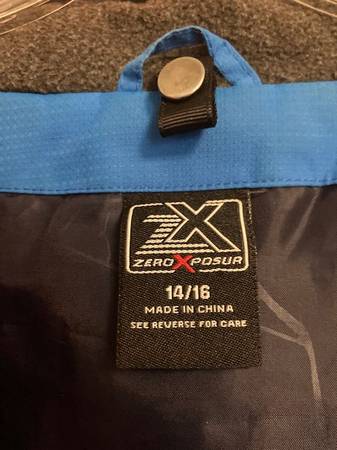 ZX
ZEROXPOSUR
14/16
MADE IN CHINA
SEE REVERSE FOR CARE